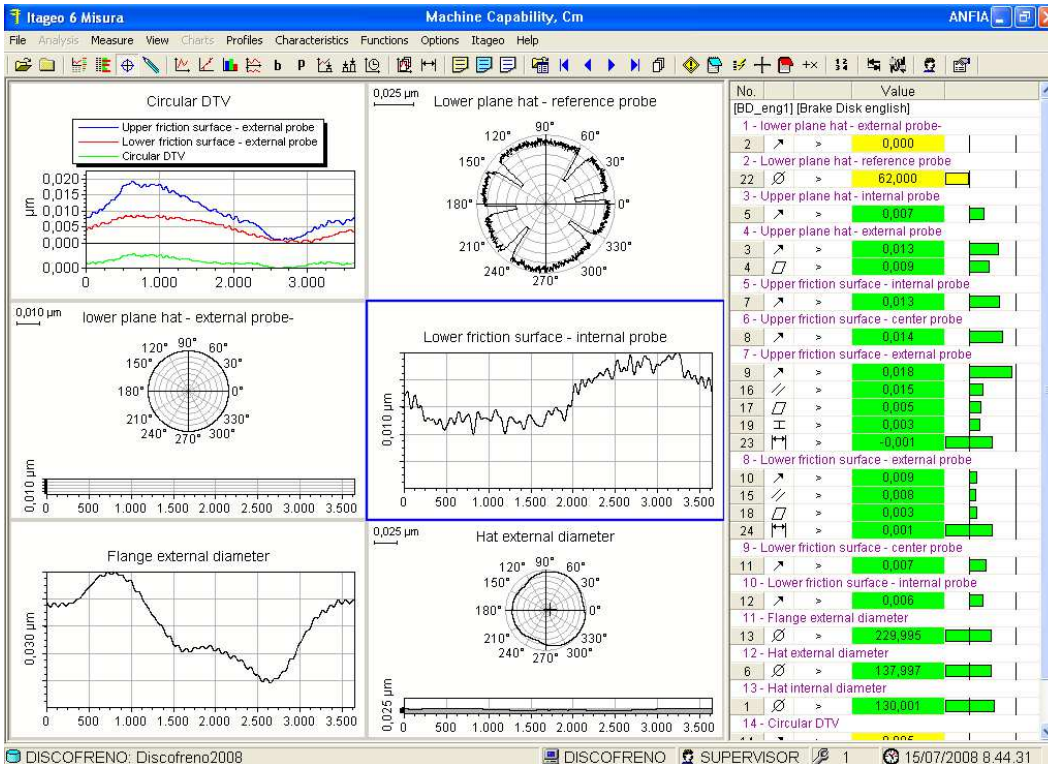 Itageo 6 Misura
Machine Capability, Cm
ANFIA
File Analysis Measure View Charts Profiles Characteristics Functions Options Itageo Help
Circular DTV
Upper friction surface - external probe
Lower friction surface - external probe
Circular DTV
0,020
0,015
0,010
0,005
0,000
0,000
µm
0 1.000 2.000 3.000
0,025 µm
Lower plane hat - reference probe
90°
120° 60°
150° 30°
180° 0°
210° 330°
240° 300°
270°
0,010 µm
lower plane hat - external probe-
120° 90° 60°
150° 30°
180° 0°
210° 330°
240° 270° 300°
0,010 µm
0 500 1.000 1.500 2.000 2.500 3.000 3.500
Lower friction surface - internal probe
0,010 µm
0 500 1.000 1.500 2.000 2.500 3.000 3.500
Flange external diameter
0,030 µm
0 500 1.000 1.500 2.000 2.500 3.000 3.500
0,025 µm
Hat external diameter
120° 90° 60°
150° 30°
180° 0°
210° 330°
240° 270° 300°
0,025 µm
0 500 1.000 1.500 2.000 2.500 3.000 3.500
No. Value
[BD_eng1] [Brake Disk english]
1 - lower plane hat - external probe-
2 » 0,000
2 - Lower plane hat - reference probe
22 Ø » 62,000
3 - Upper plane hat - internal probe
5 » 0,007
4 - Upper plane hat - external probe
3 » 0,013
4 » 0,009
5 - Upper friction surface - internal probe
7 » 0,013
6 - Upper friction surface - center probe
8 » 0,014
7 - Upper friction surface - external probe
9 » 0,018
16 » 0,015
17 » 0,005
19 » 0,003
23 » -0,001
8 - Lower friction surface - external probe
10 » 0,009
15 » 0,008
18 » 0,003
24 » 0,001
9 - Lower friction surface - center probe
11 » 0,007
10 - Lower friction surface - internal probe
12 » 0,006
11 - Flange external diameter
13 Ø » 229,995
12 - Hat external diameter
6 Ø » 137,997
13 - Hat internal diameter
1 Ø » 130,001
14 - Circular DTV
DISCOFRENO: Discofreno2008
DISCOFRENO SUPERVISOR 1 15/07/2008 8.44.31